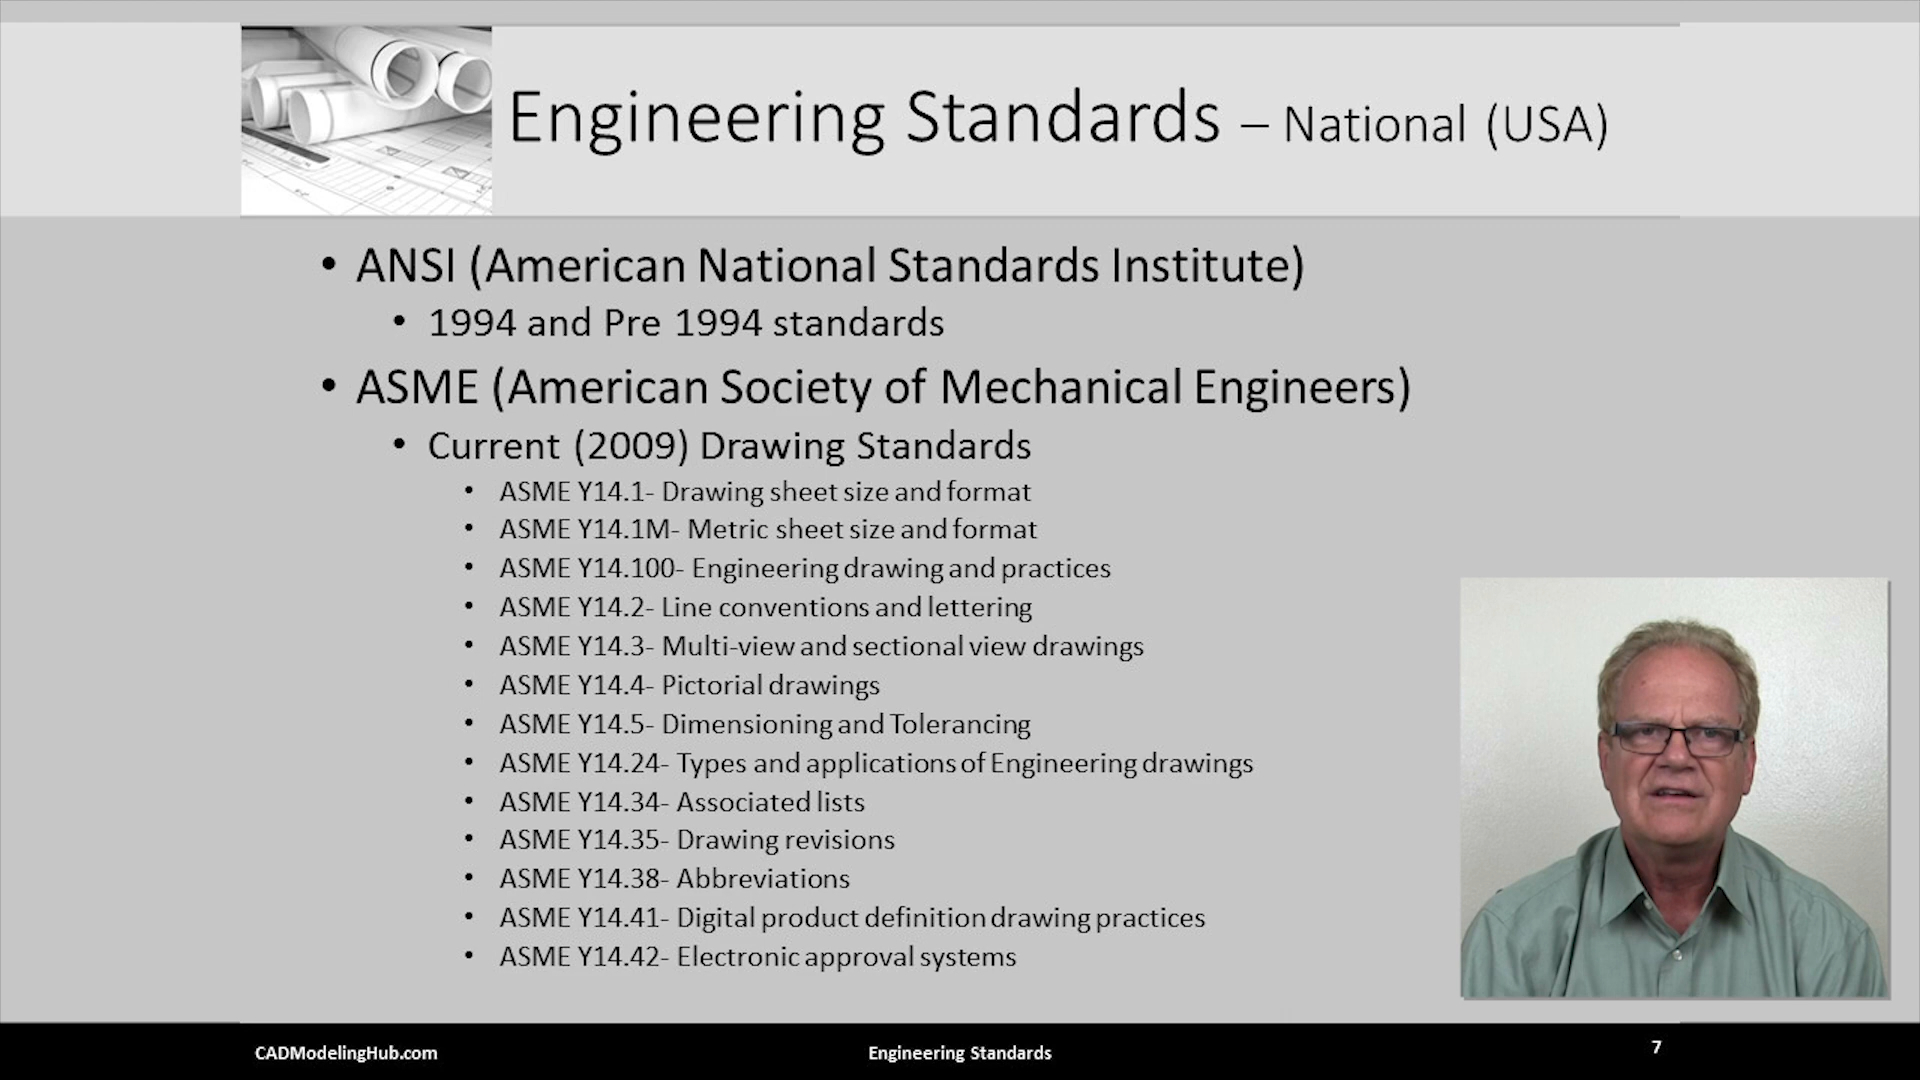 Engineering Standards – National (USA)
• ANSI (American National Standards Institute)
• 1994 and Pre 1994 standards
• ASME (American Society of Mechanical Engineers)
• Current (2009) Drawing Standards
• ASME Y14.1- Drawing sheet size and format
• ASME Y14.1M- Metric sheet size and format
• ASME Y14.100- Engineering drawing and practices
• ASME Y14.2- Line conventions and lettering
• ASME Y14.3- Multi-view and sectional view drawings
• ASME Y14.4- Pictorial drawings
• ASME Y14.5- Dimensioning and Tolerancing
• ASME Y14.24- Types and applications of Engineering drawings
• ASME Y14.34- Associated lists
• ASME Y14.35- Drawing revisions
• ASME Y14.38- Abbreviations
• ASME Y14.41- Digital product definition drawing practices
• ASME Y14.42- Electronic approval systems
CADModelingHub.com
Engineering Standards
7